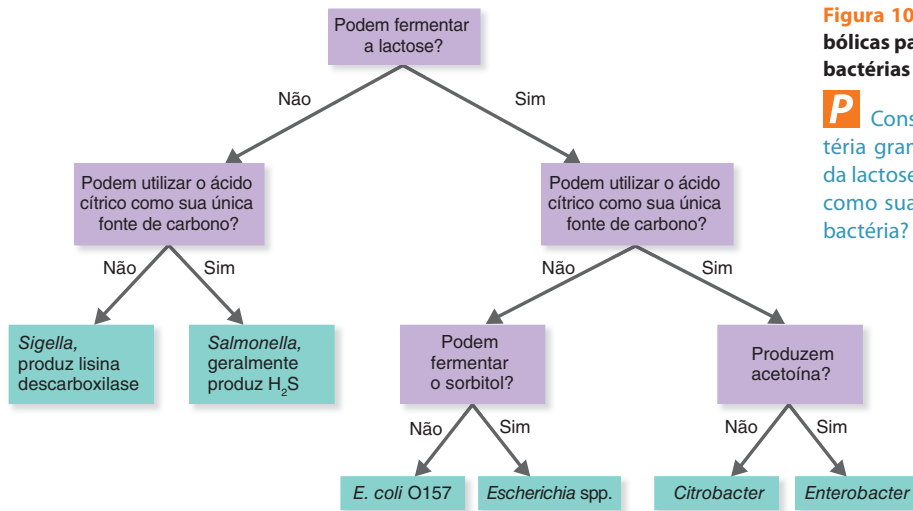 Figura 10
bólicas pa
bactérias
P Cons
téria gran
da lactose
como sua
bactéria?
Podem fermentar
a lactose?
Não
Sim
Podem utilizar o ácido
cítrico como sua única
fonte de carbono?
Podem utilizar o ácido
cítrico como sua única
fonte de carbono?
Não
Sim
Não
Sim
Sigella,
produz lisina
descarboxilase
Salmonella,
geralmente
produz H₂S
Podem
fermentar
o sorbitol?
Produzem
acetoína?
Não
Sim
Não
Sim
E. coli O157
Escherichia spp.
Citrobacter
Enterobacter